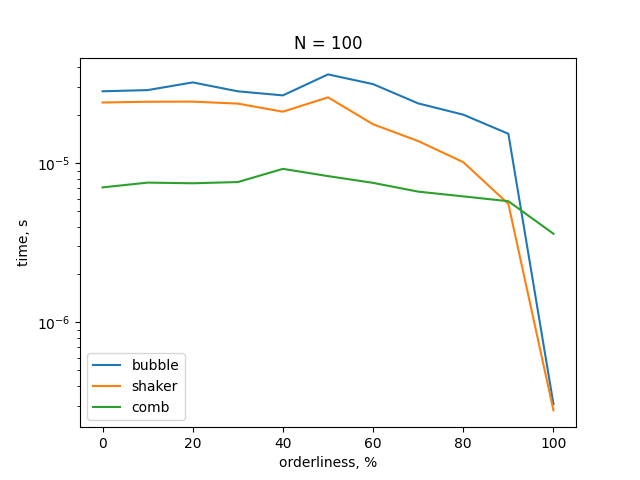 N = 100
time, s
10⁻⁵
10⁻⁶
bubble
shaker
comb
0 20 40 60 80 100
orderliness, %